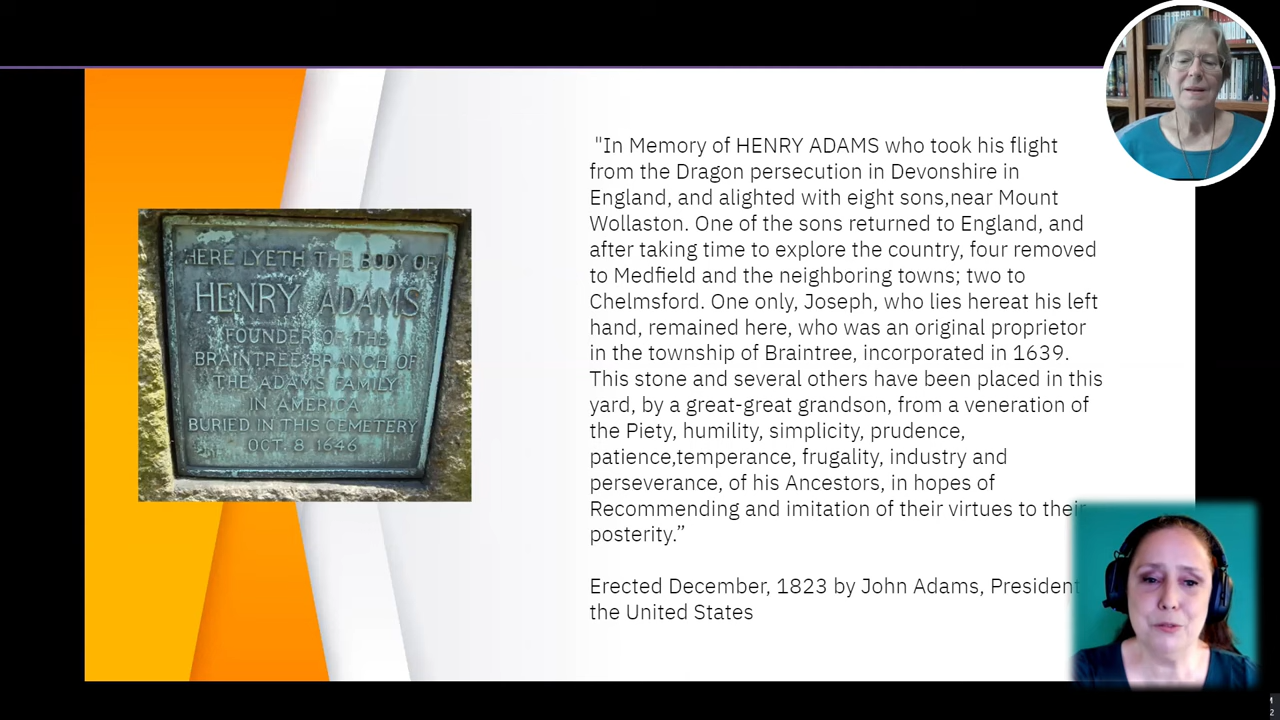 HERE LYETH THE BODY OF
HENRY ADAMS
FOUNDER OF THE
BRAINTREE BRANCH OF
THE ADAMS FAMILY
IN AMERICA
BURIED IN THIS CEMETERY
OCT. 8 1646
"In Memory of HENRY ADAMS who took his flight
from the Dragon persecution in Devonshire in
England, and alighted with eight sons,near Mount
Wollaston. One of the sons returned to England, and
after taking time to explore the country, four removed
to Medfield and the neighboring towns; two to
Chelmsford. One only, Joseph, who lies hereat his left
hand, remained here, who was an original proprietor
in the township of Braintree, incorporated in 1639.
This stone and several others have been placed in this
yard, by a great-great grandson, from a veneration of
the Piety, humility, simplicity, prudence,
patience,temperance, frugality, industry and
perseverance, of his Ancestors, in hopes of
Recommending and imitation of their virtues to their
posterity.”
Erected December, 1823 by John Adams, President
the United States